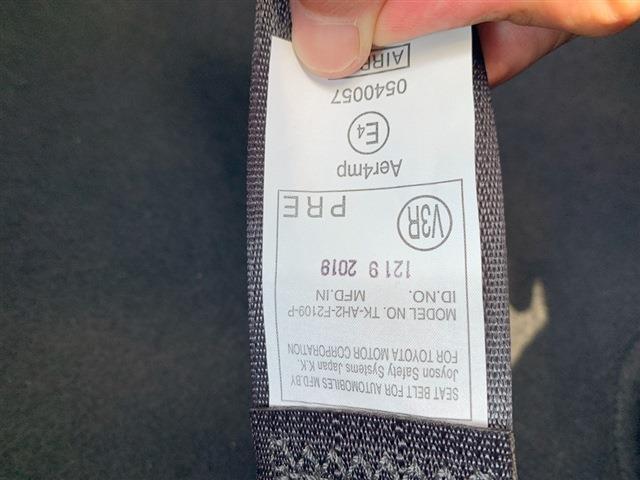 SEAT BELT FOR AUTOMOBILES MFD.BY
Joyson Safety Systems Japan K.K.
FOR TOYOTA MOTOR CORPORATION
MODEL NO. TK-AH2-F2109-P
ID.NO. MFD.IN
1219 2019
V3R PRE
Aer4mp
E4
0540057